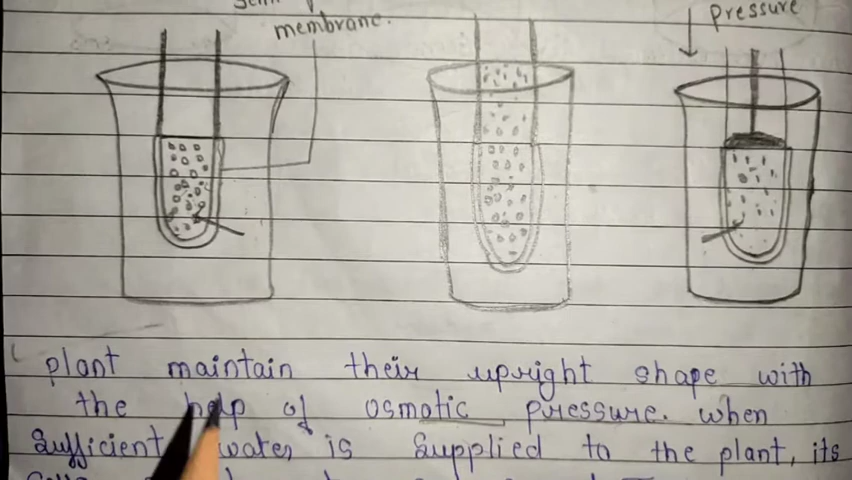 membrane.
pressure
plant maintain their upright shape with
the help of osmotic pressure. when
sufficient water is supplied to the plant, its